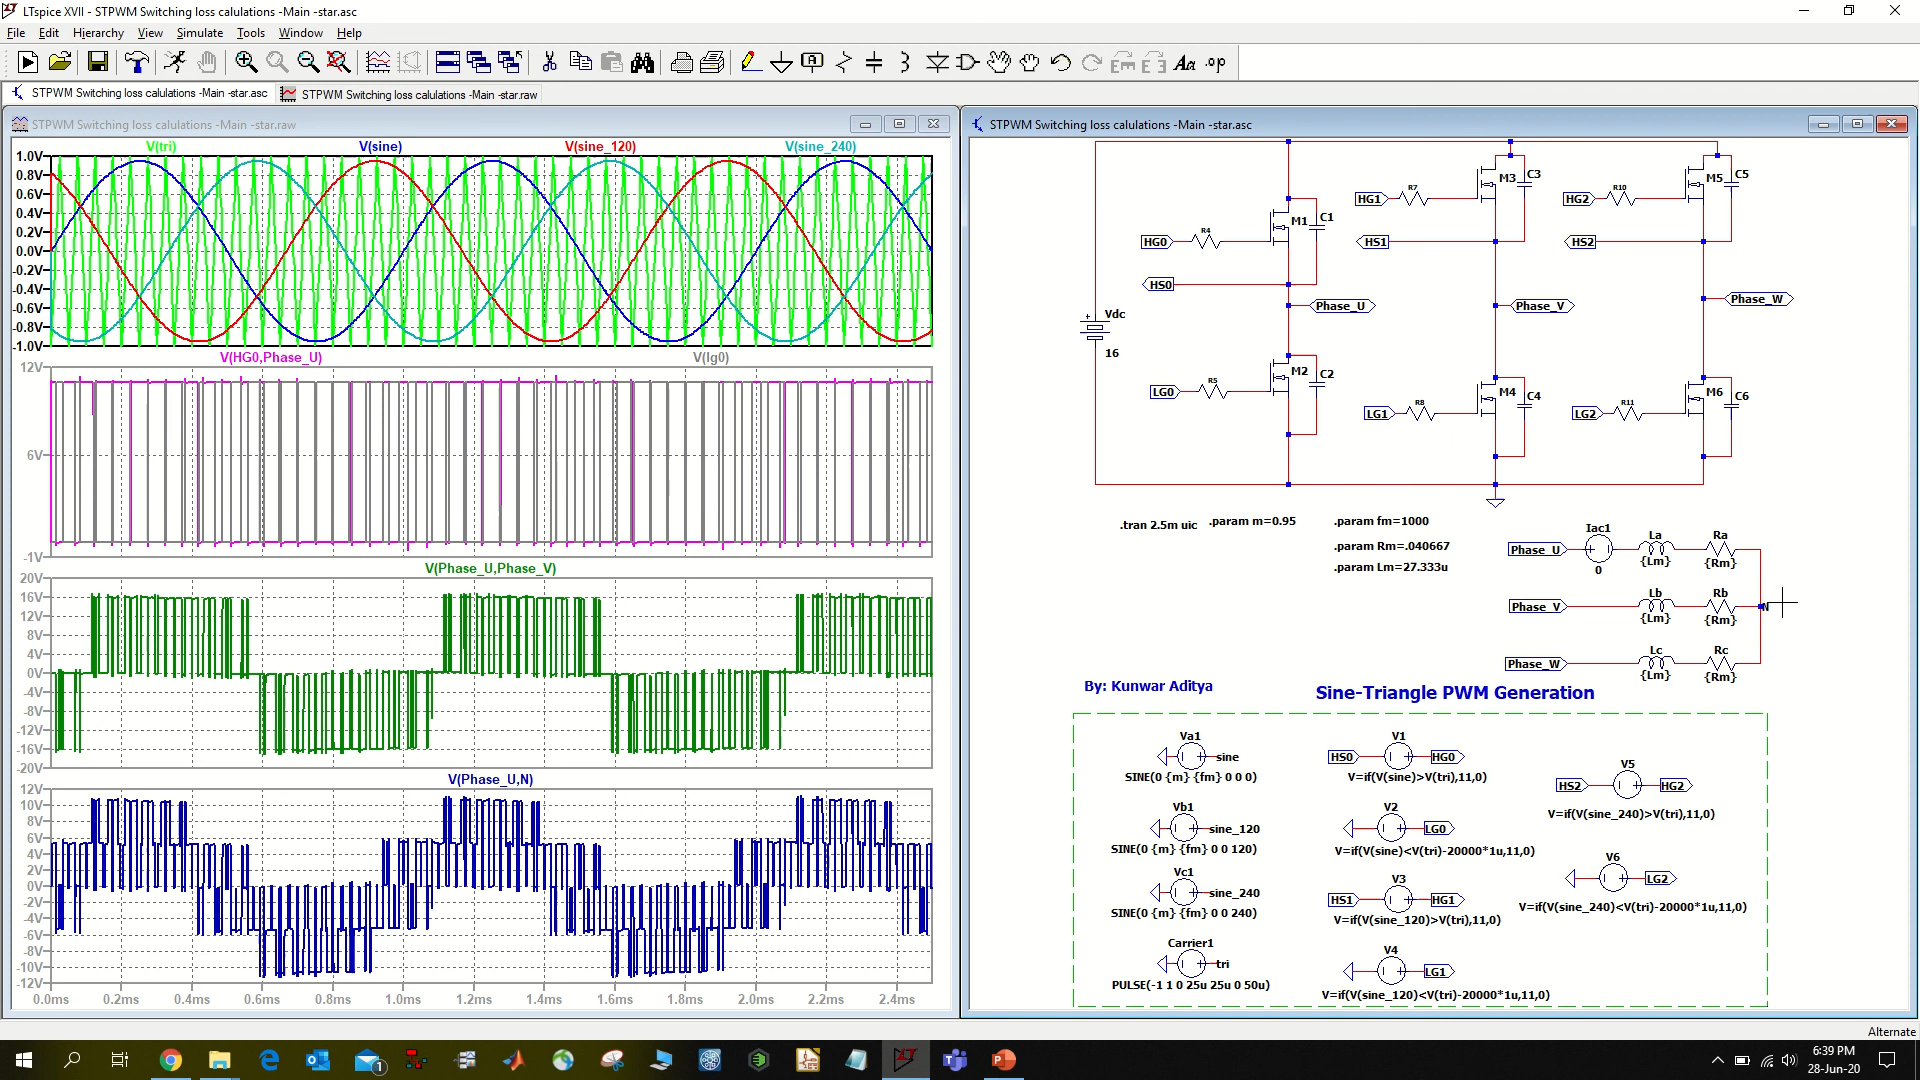 LTspice XVII - STPWM Switching loss calulations -Main -star.asc
File Edit Hierarchy View Simulate Tools Window Help
STPWM Switching loss calulations -Main -star.asc STPWM Switching loss calulations -Main -star.raw
STPWM Switching loss calulations -Main -star.raw
V(tri) V(sine) V(sine_120) V(sine_240)
1.0V
0.8V
0.6V
0.4V
0.2V
0.0V
-0.2V
-0.4V
-0.6V
-0.8V
-1.0V
V(HG0,Phase_U) V(lg0)
12V
6V
-1V
V(Phase_U,Phase_V)
20V
16V
12V
8V
4V
0V
-4V
-8V
-12V
-16V
-20V
V(Phase_U,N)
12V
10V
8V
6V
4V
2V
0V
-2V
-4V
-6V
-8V
-10V
-12V
0.0ms 0.2ms 0.4ms 0.6ms 0.8ms 1.0ms 1.2ms 1.4ms 1.6ms 1.8ms 2.0ms 2.2ms 2.4ms
STPWM Switching loss calulations -Main -star.asc
M3 C3 M5 C5
HG1 R7 HG2 R10
M1 C1
HG0 R4 HS1 HS2
HS0
Phase_U Phase_V Phase_W
Vdc
16
M2 C2
LG0 R5
M4 C4 M6 C6
LG1 R8 LG2 R11
.tran 2.5m uic .param m=0.95 .param fm=1000
.param Rm=.040667
.param Lm=27.333u
Iac1 La Ra
Phase_U
0 {Lm} {Rm}
Lb Rb
Phase_V N
{Lm} {Rm}
Lc Rc
Phase_W
{Lm} {Rm}
By: Kunwar Aditya Sine-Triangle PWM Generation
Va1
sine
SINE(0 {m} {fm} 0 0 0)
Vb1
sine_120
SINE(0 {m} {fm} 0 0 120)
Vc1
sine_240
SINE(0 {m} {fm} 0 0 240)
Carrier1
tri
PULSE(-1 1 0 25u 25u 0 50u)
V1
HS0 HG0
V=if(V(sine)>V(tri),11,0)
V2
LG0
V=if(V(sine)<V(tri)-20000*1u,11,0)
V3
HS1 HG1
V=if(V(sine_120)>V(tri),11,0)
V4
LG1
V=if(V(sine_120)<V(tri)-20000*1u,11,0)
V5
HS2 HG2
V=if(V(sine_240)>V(tri),11,0)
V6
LG2
V=if(V(sine_240)<V(tri)-20000*1u,11,0)
Alternate
6:39 PM
28-Jun-20